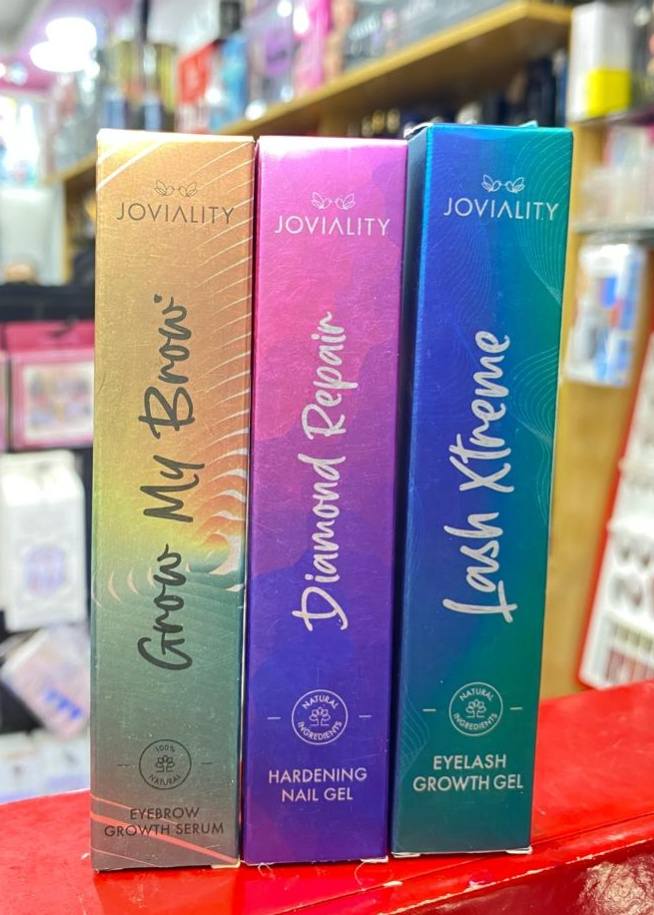 JOVIALITY
Grow My Brow
100%
NATURAL
EYEBROW
GROWTH SERUM
JOVIALITY
Diamond Repair
NATURAL
INGREDIENTS
HARDENING
NAIL GEL
JOVIALITY
Lash Xtreme
NATURAL
INGREDIENTS
EYELASH
GROWTH GEL